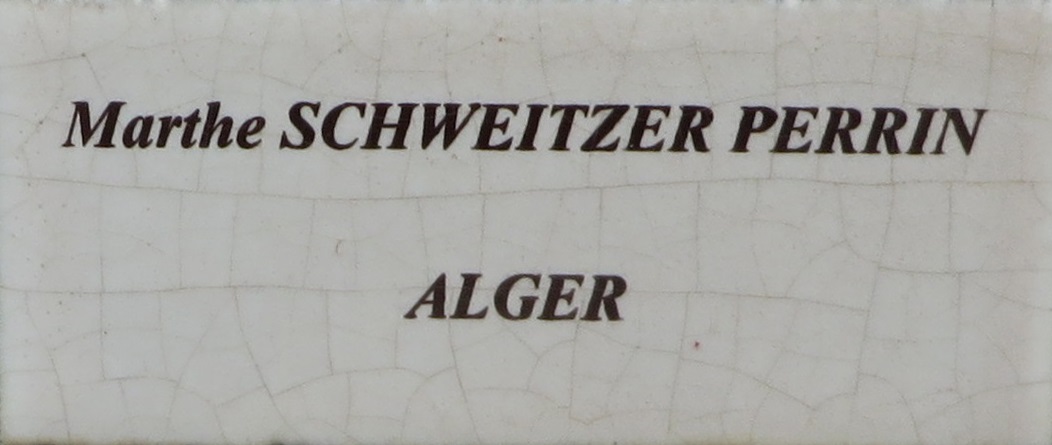 Marthe SCHWEITZER PERRIN
ALGER